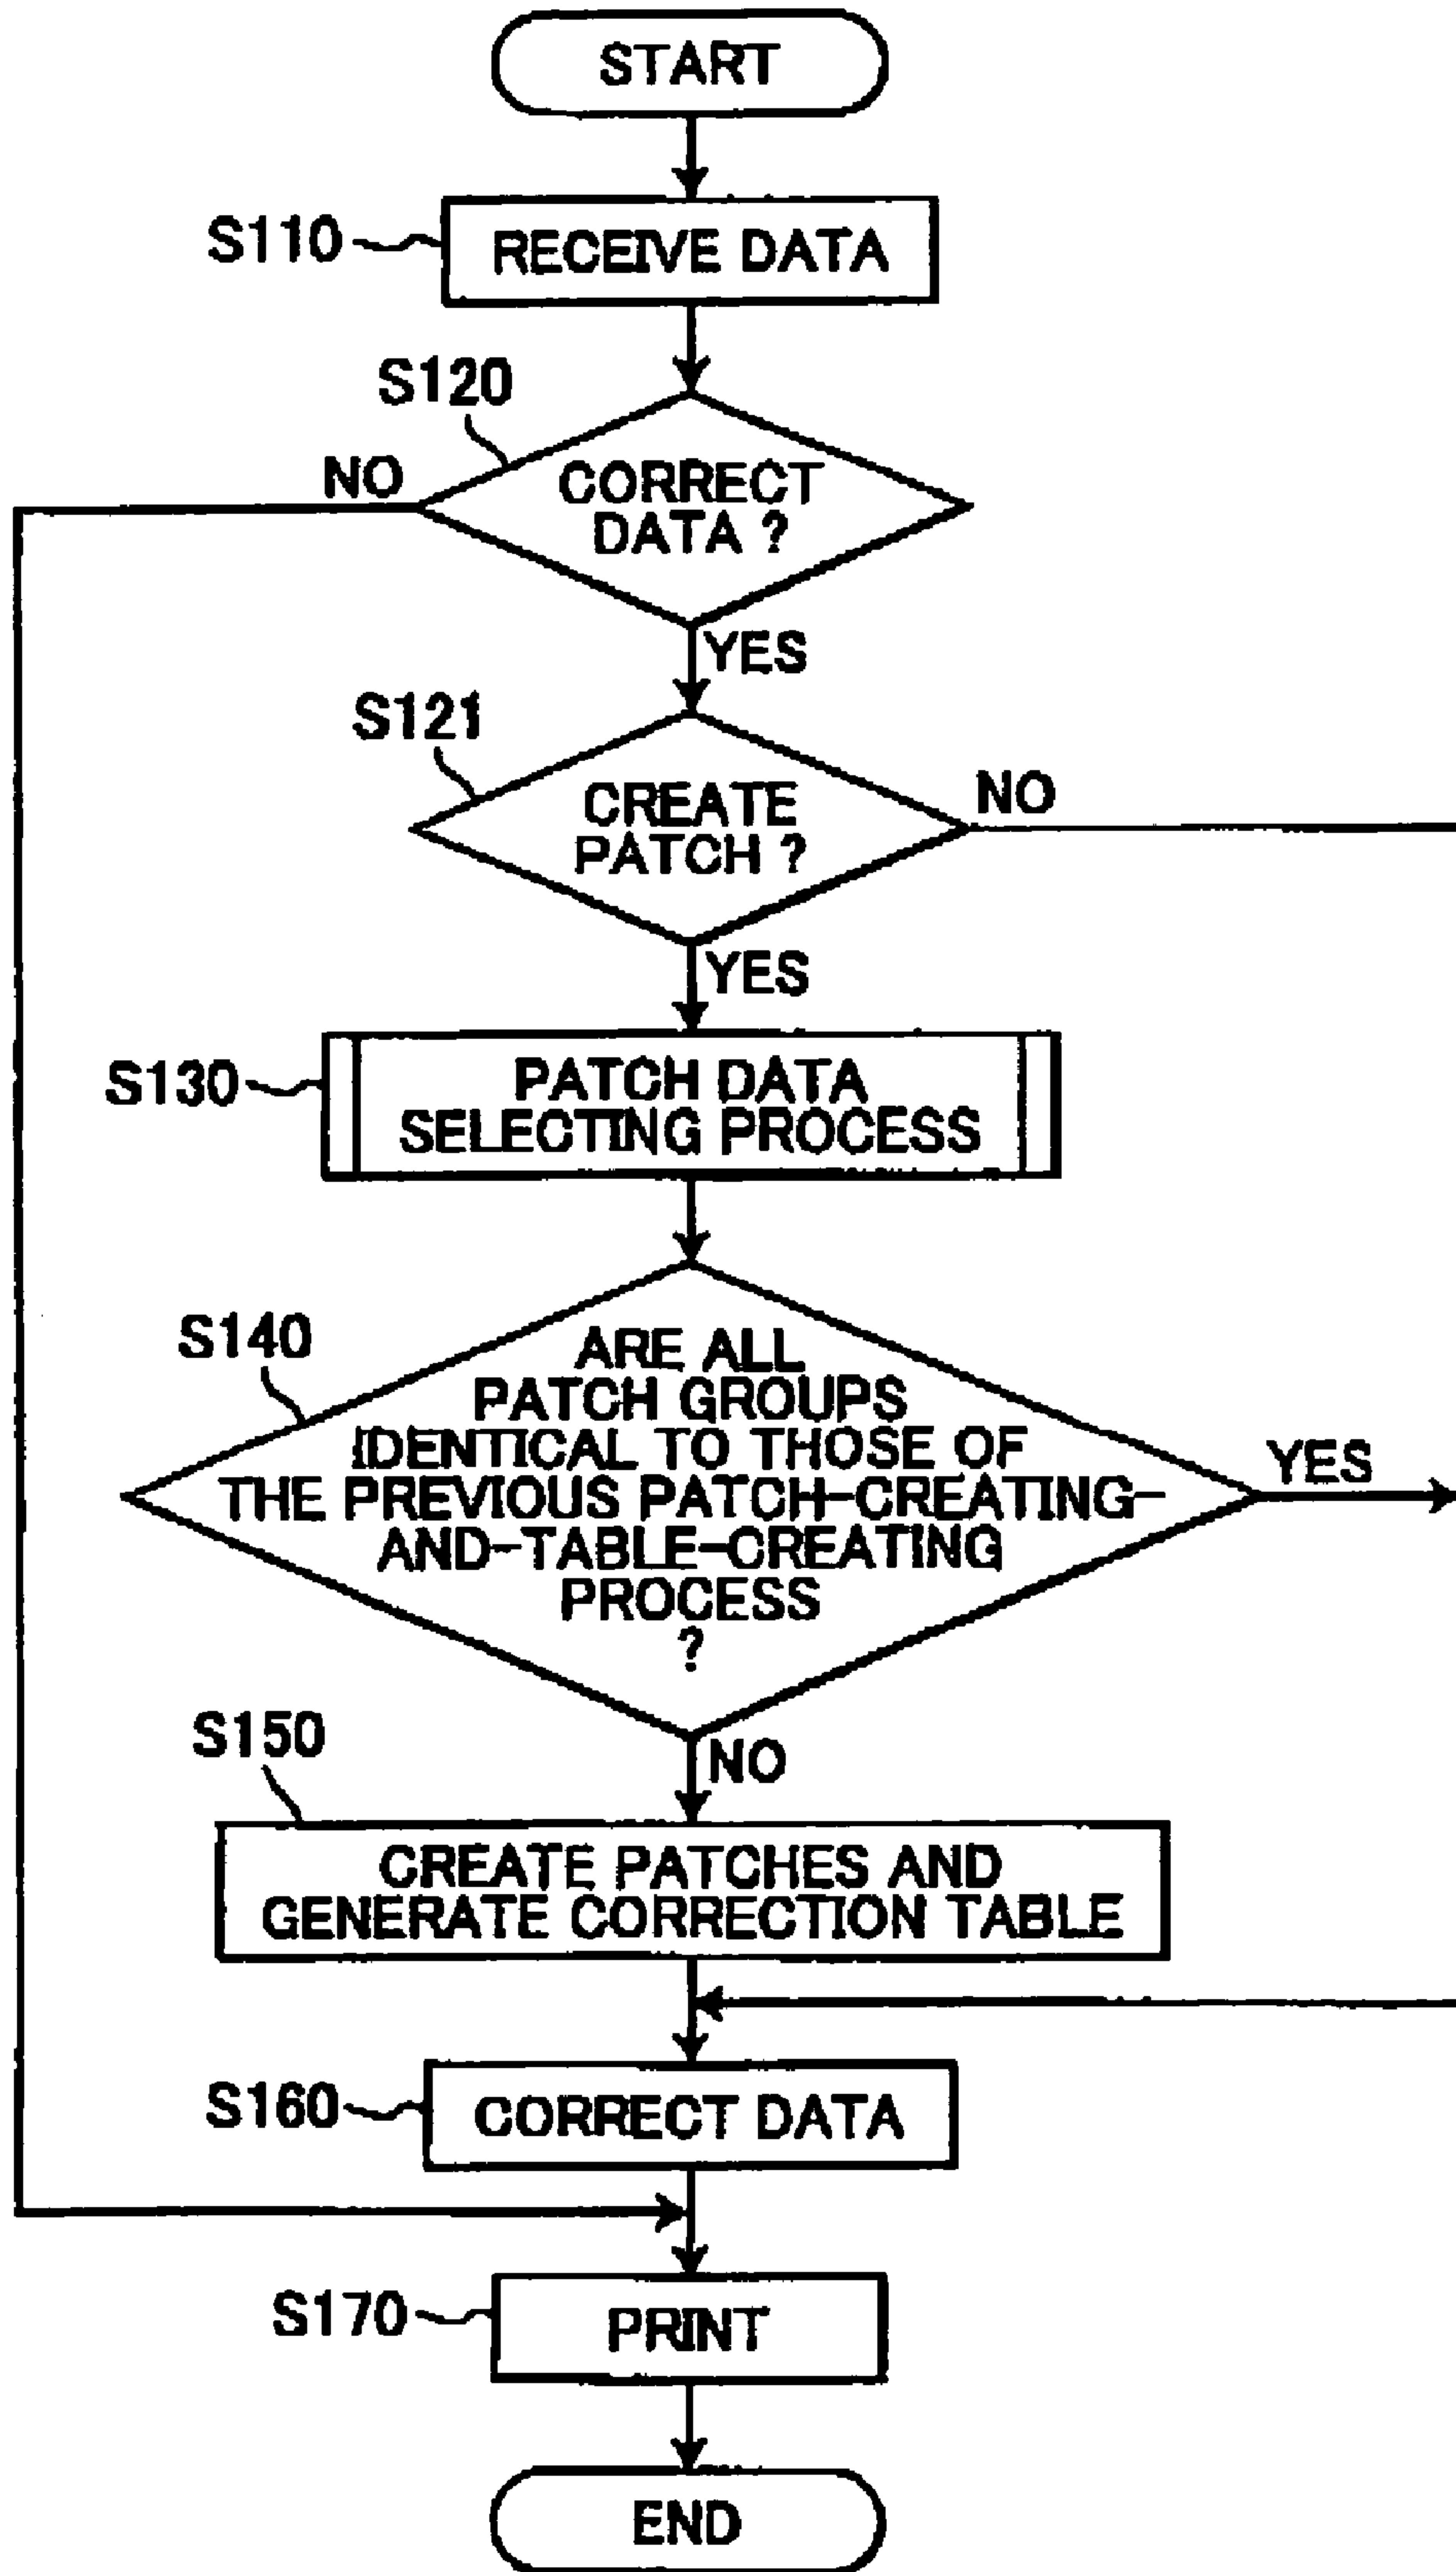 START
S110
RECEIVE DATA
S120
NO
CORRECT
DATA ?
YES
S121
CREATE
PATCH ?
NO
YES
S130
PATCH DATA
SELECTING PROCESS
S140
ARE ALL
PATCH GROUPS
IDENTICAL TO THOSE OF
THE PREVIOUS PATCH-CREATING-
AND-TABLE-CREATING
PROCESS
?
YES
NO
S150
CREATE PATCHES AND
GENERATE CORRECTION TABLE
S160
CORRECT DATA
S170
PRINT
END